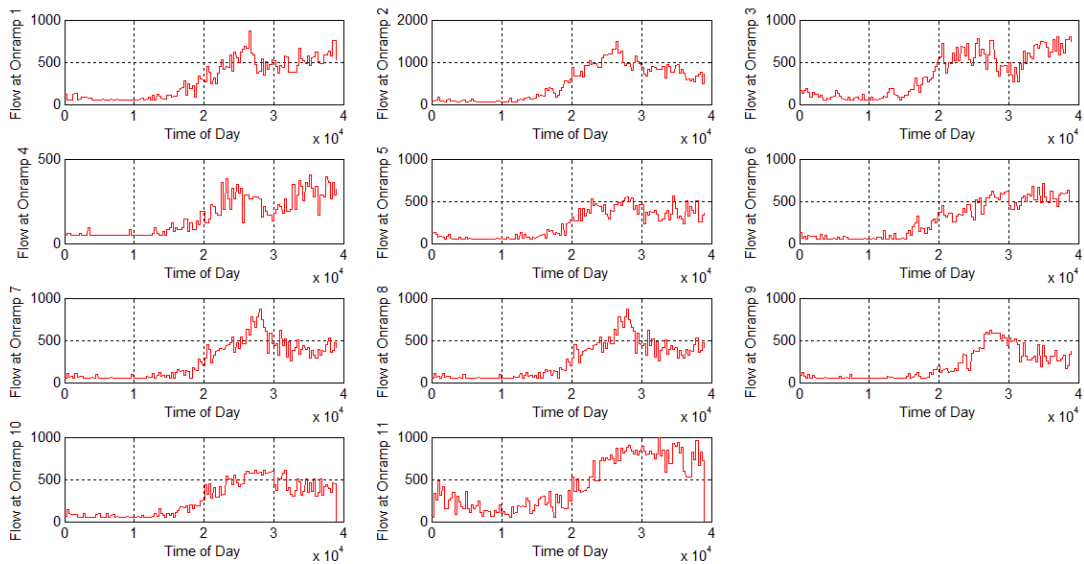 Flow at Onramp 1
1000
500
0
0 1 2 3 4
Time of Day
x 10^4
Flow at Onramp 2
2000
1000
0
0 1 2 3 4
Time of Day
x 10^4
Flow at Onramp 3
1000
500
0
0 1 2 3 4
Time of Day
x 10^4
Flow at Onramp 4
500
0
0 1 2 3 4
Time of Day
x 10^4
Flow at Onramp 5
1000
500
0
0 1 2 3 4
Time of Day
x 10^4
Flow at Onramp 6
1000
500
0
0 1 2 3 4
Time of Day
x 10^4
Flow at Onramp 7
1000
500
0
0 1 2 3 4
Time of Day
x 10^4
Flow at Onramp 8
1000
500
0
0 1 2 3 4
Time of Day
x 10^4
Flow at Onramp 9
1000
500
0
0 1 2 3 4
Time of Day
x 10^4
Flow at Onramp 10
1000
500
0
0 1 2 3 4
Time of Day
x 10^4
Flow at Onramp 11
1000
500
0
0 1 2 3 4
Time of Day
x 10^4